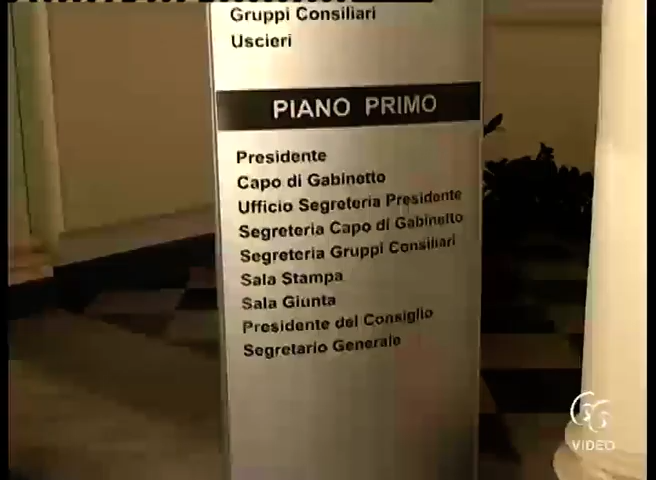 Gruppi Consiliari
Uscieri
PIANO PRIMO
Presidente
Capo di Gabinetto
Ufficio Segreteria Presidente
Segreteria Capo di Gabinetto
Segreteria Gruppi Consiliari
Sala Stampa
Sala Giunta
Presidente del Consiglio
Segretario Generale
VIDEO